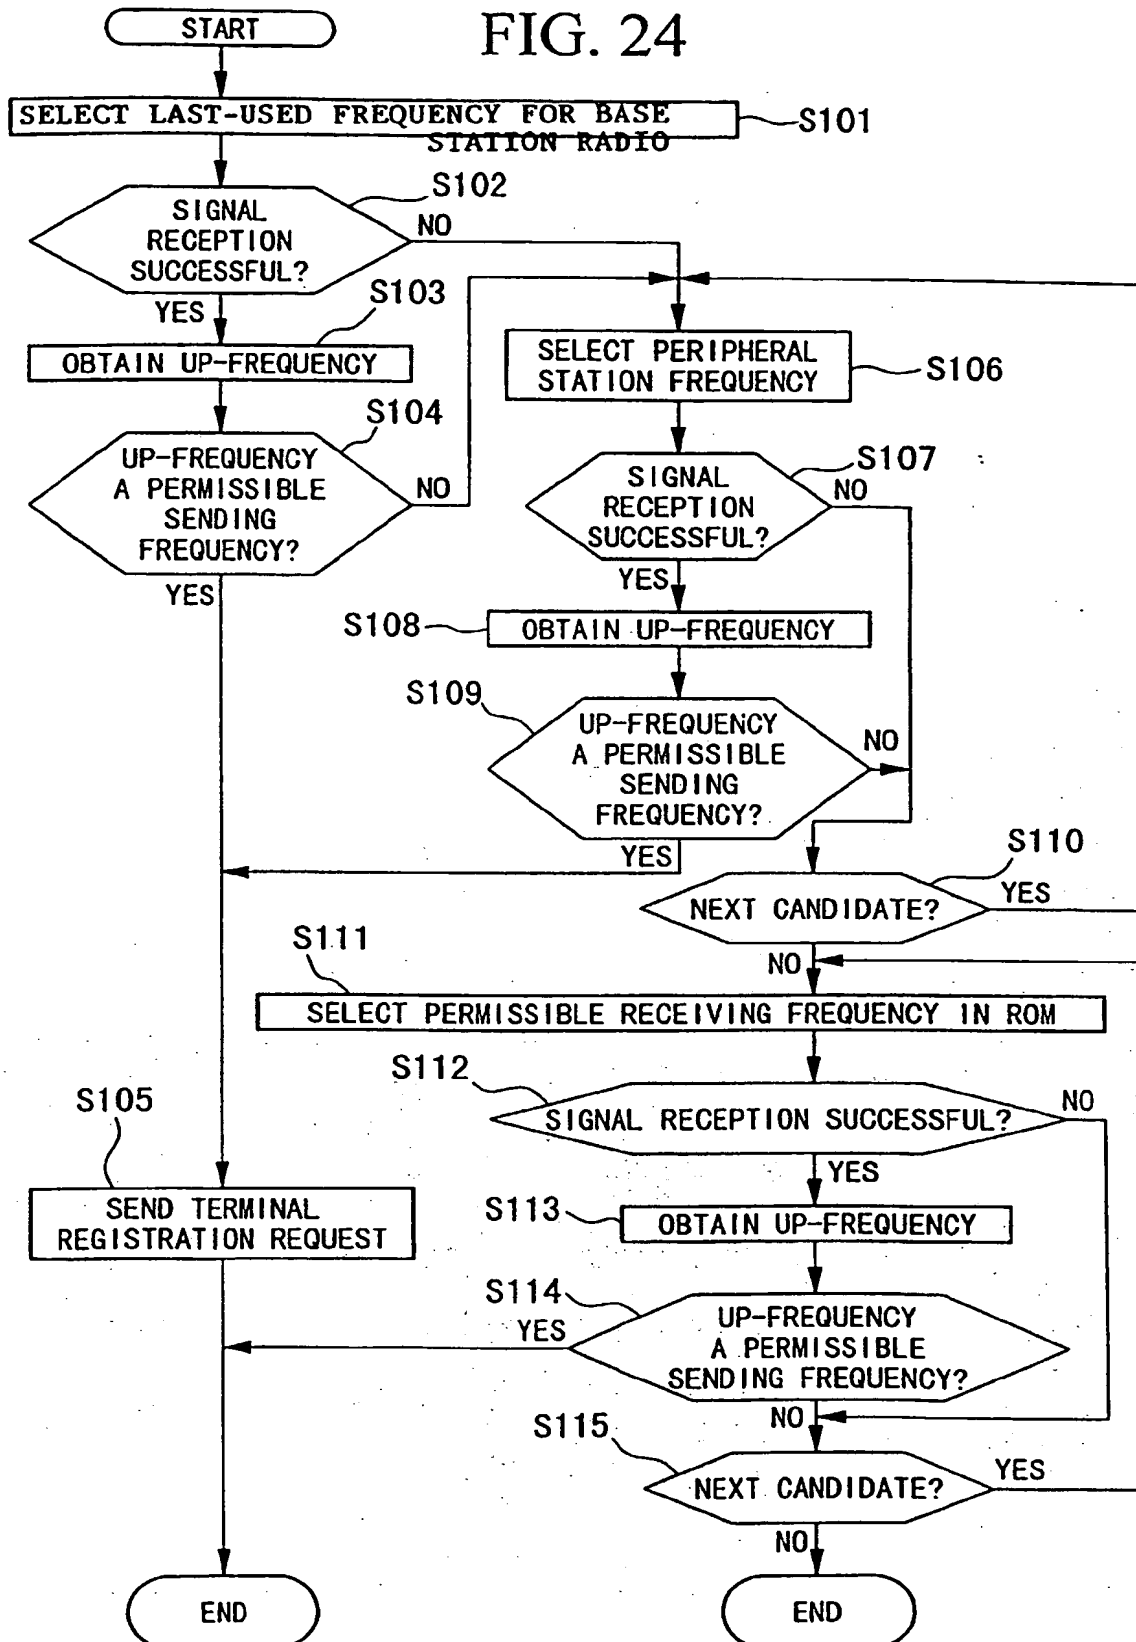 FIG. 24
START
SELECT LAST-USED FREQUENCY FOR BASE
STATION RADIO
S101
S102
SIGNAL
RECEPTION
SUCCESSFUL?
NO
YES
S103
OBTAIN UP-FREQUENCY
S104
UP-FREQUENCY
A PERMISSIBLE
SENDING
FREQUENCY?
NO
YES
SELECT PERIPHERAL
STATION FREQUENCY
S106
S107
SIGNAL
RECEPTION
SUCCESSFUL?
NO
YES
S108
OBTAIN UP-FREQUENCY
S109
UP-FREQUENCY
A PERMISSIBLE
SENDING
FREQUENCY?
NO
YES
S110
NEXT CANDIDATE?
YES
NO
S111
SELECT PERMISSIBLE RECEIVING FREQUENCY IN ROM
S112
SIGNAL RECEPTION SUCCESSFUL?
NO
YES
S105
SEND TERMINAL
REGISTRATION REQUEST
S113
OBTAIN UP-FREQUENCY
S114
UP-FREQUENCY
A PERMISSIBLE
SENDING FREQUENCY?
YES
NO
S115
NEXT CANDIDATE?
YES
NO
END
END